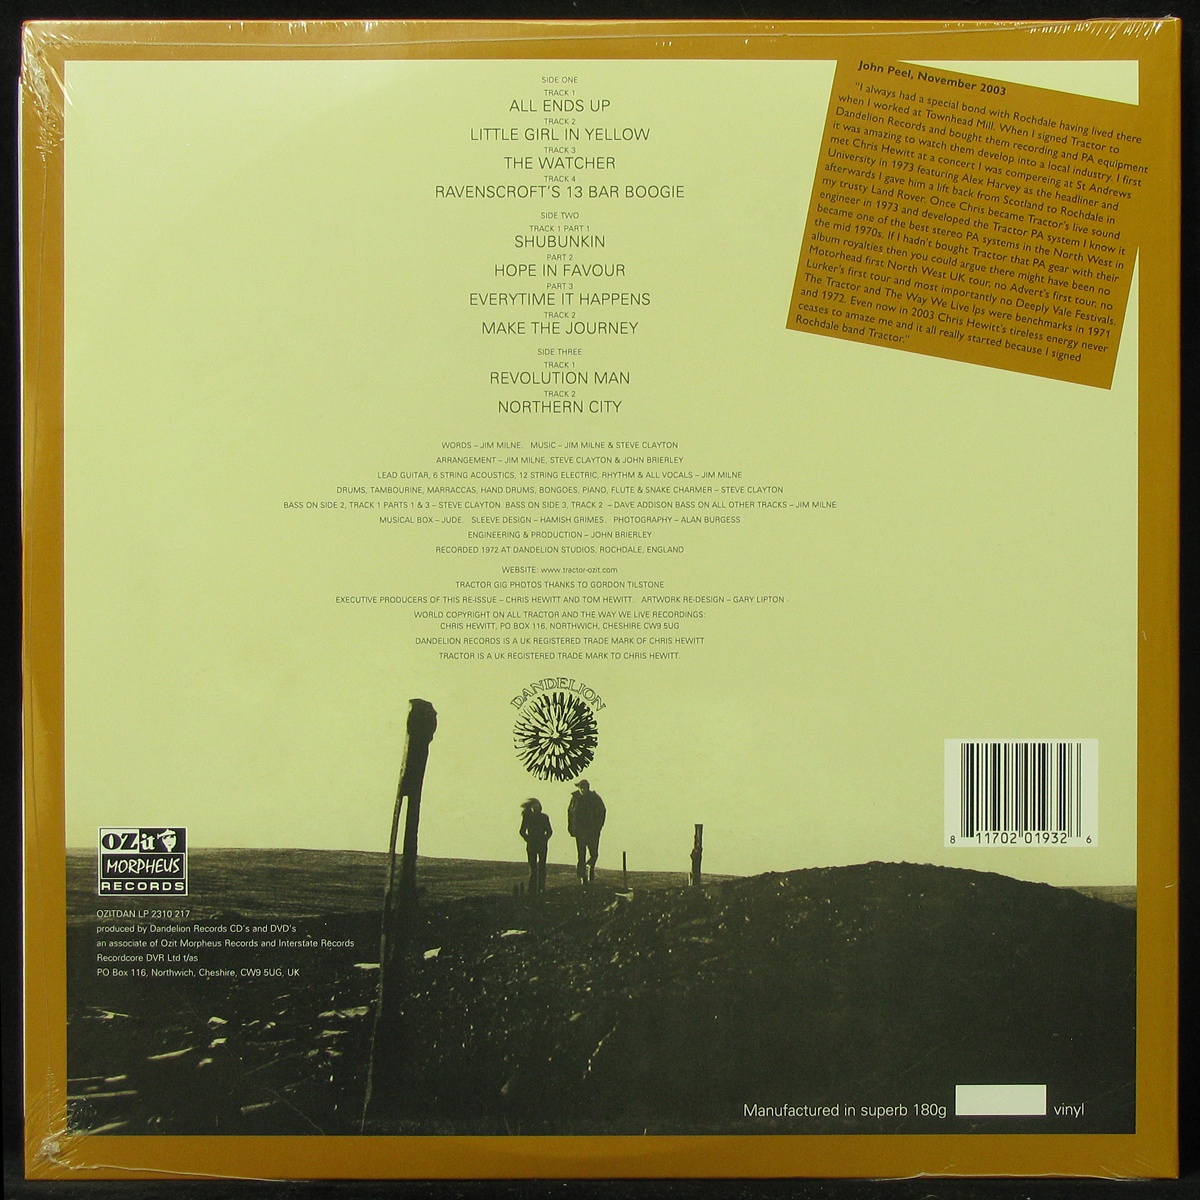 SIDE ONE
TRACK 1
ALL ENDS UP
TRACK 2
LITTLE GIRL IN YELLOW
TRACK 3
THE WATCHER
TRACK 4
RAVENSCROFT'S 13 BAR BOOGIE
SIDE TWO
TRACK 1 PART 1
SHUBUNKIN
PART 2
HOPE IN FAVOUR
PART 3
EVERYTIME IT HAPPENS
TRACK 2
MAKE THE JOURNEY
SIDE THREE
TRACK 1
REVOLUTION MAN
TRACK 2
NORTHERN CITY
John Peel, November 2003
"I always had a special bond with Rochdale having lived there
when I worked at Townhead Mill. When I signed Tractor to
Dandelion Records and bought them recording and PA equipment
it was amazing to watch them develop into a local industry. I first
met Chris Hewitt at a concert I was compereing at St Andrews
University in 1973 featuring Alex Harvey as the headliner and
afterwards I gave him a lift back from Scotland to Rochdale in
my trusty Land Rover. Once Chris became Tractor's live sound
engineer in 1973 and developed the Tractor PA system I know it
became one of the best stereo PA systems in the North West in
the mid 1970s. If I hadn't bought Tractor that PA gear with their
album royalties then you could argue there might have been no
Motorhead first North West UK tour, no Advert's first tour, no
Lurker's first tour and most importantly no Deeply Vale Festivals.
The Tractor and The Way We Live lps were benchmarks in 1971
and 1972. Even now in 2003 Chris Hewitt's tireless energy never
ceases to amaze me and it all really started because I signed
Rochdale band Tractor."
WORDS – JIM MILNE. MUSIC – JIM MILNE & STEVE CLAYTON
ARRANGEMENT – JIM MILNE, STEVE CLAYTON & JOHN BRIERLEY
LEAD GUITAR, 6 STRING ACOUSTICS, 12 STRING ELECTRIC, RHYTHM & ALL VOCALS – JIM MILNE
DRUMS, TAMBOURINE, MARRACCAS, HAND DRUMS, BONGOES, PIANO, FLUTE & SNAKE CHARMER – STEVE CLAYTON
BASS ON SIDE 2, TRACK 1 PARTS 1 & 3 – STEVE CLAYTON. BASS ON SIDE 3, TRACK 2 – DAVE ADDISON BASS ON ALL OTHER TRACKS – JIM MILNE
MUSICAL BOX – JUDE. SLEEVE DESIGN – HAMISH GRIMES. PHOTOGRAPHY – ALAN BURGESS
ENGINEERING & PRODUCTION – JOHN BRIERLEY
RECORDED 1972 AT DANDELION STUDIOS, ROCHDALE, ENGLAND
WEBSITE: www.tractor-ozit.com
TRACTOR GIG PHOTOS THANKS TO GORDON TILSTONE
EXECUTIVE PRODUCERS OF THIS RE-ISSUE – CHRIS HEWITT AND TOM HEWITT. ARTWORK RE-DESIGN – GARY LIPTON
WORLD COPYRIGHT ON ALL TRACTOR AND THE WAY WE LIVE RECORDINGS:
CHRIS HEWITT, PO BOX 116, NORTHWICH, CHESHIRE CW9 5UG
DANDELION RECORDS IS A UK REGISTERED TRADE MARK OF CHRIS HEWITT
TRACTOR IS A UK REGISTERED TRADE MARK TO CHRIS HEWITT.
DANDELION
8 11702 01932 6
OZit
MORPHEUS
RECORDS
OZITDAN LP 2310 217
produced by Dandelion Records CD's and DVD's
an associate of Ozit Morpheus Records and Interstate Records
Recordcore DVR Ltd t/as
PO Box 116, Northwich, Cheshire, CW9 5UG, UK
Manufactured in superb 180g vinyl